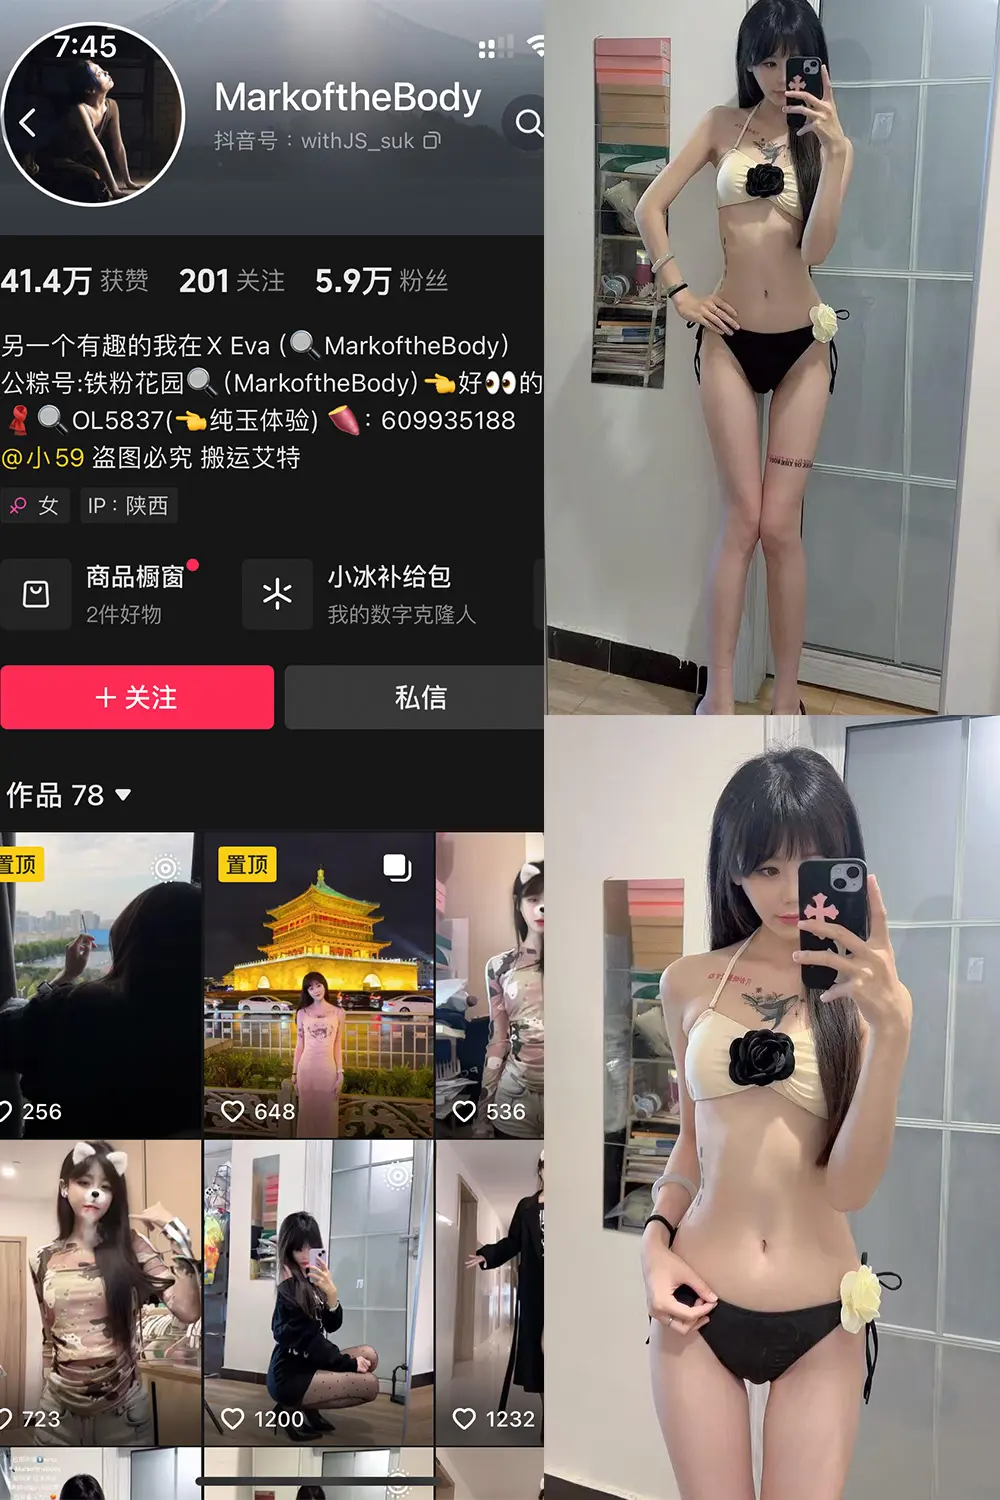 7:45
MarkoftheBody
抖音号：withJS_suk
41.4万 获赞 201 关注 5.9万 粉丝
另一个有趣的我在 X Eva (🔍MarkoftheBody)
公粽号:铁粉花园🔍(MarkoftheBody)👈好👀的
🧣🔍OL5837(👈纯玉体验) 🍠: 609935188
@小59 盗图必究 搬运艾特
女
IP：陕西
商品橱窗
2件好物
小冰补给包
我的数字克隆人
＋关注
私信
作品 78
置顶
置顶
256
648
536
723
1200
1232